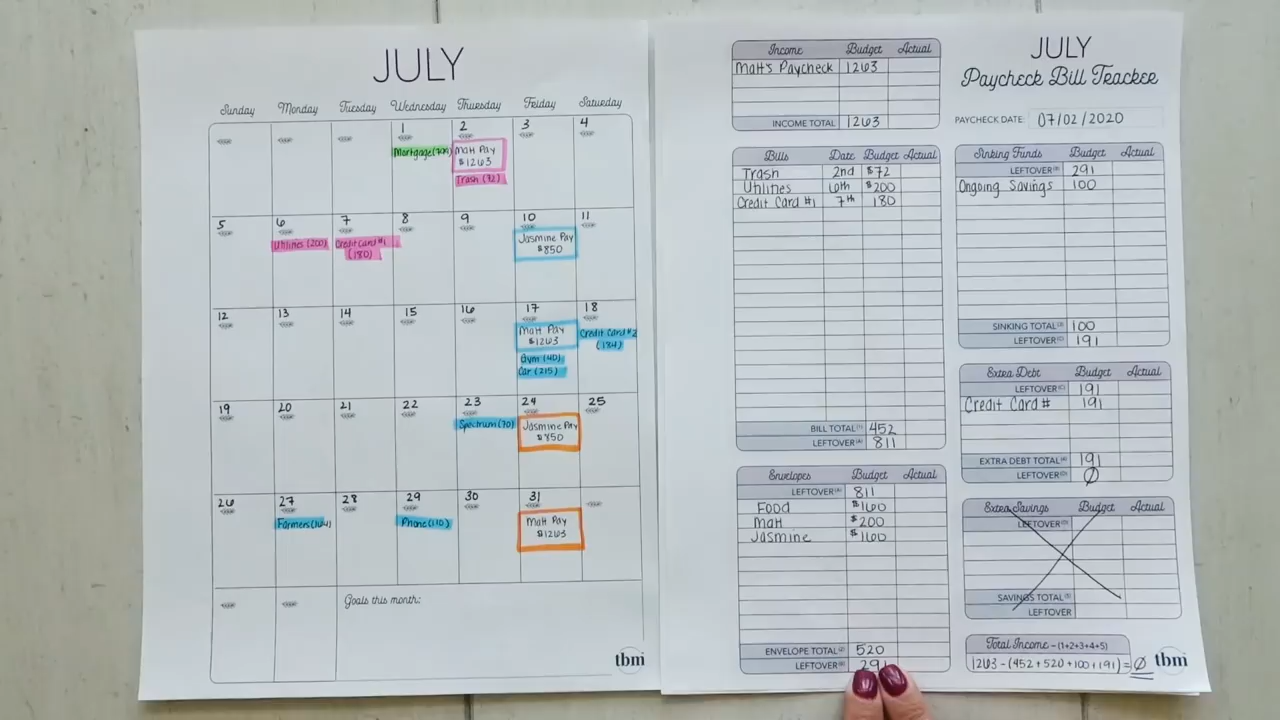 JULY
Sunday Monday Tuesday Wednesday Thursday Friday Saturday
1 2 3 4
Mortgage
Matt Pay
$1263
Trash (72)
5 6 7 8 9 10 11
Utilities (200)
Credit Card #1
(180)
Jasmine Pay
$850
12 13 14 15 16 17 18
Matt Pay
$1263
Gym (40)
Car (215)
Credit Card #2
(184)
19 20 21 22 23 24 25
Spectrum (70)
Jasmine Pay
$850
26 27 28 29 30 31
Farmers
Phone (110)
Matt Pay
$1263
Goals this month:
tbm
Income Budget Actual
Matt's Paycheck 1263
INCOME TOTAL 1263
Bills Date Budget Actual
Trash 2nd $72
Utilities 6th $200
Credit Card #1 7th 180
BILL TOTAL(1) 452
LEFTOVER(A) 811
Envelopes Budget Actual
LEFTOVER(A) 811
Food $160
Matt $200
Jasmine $160
ENVELOPE TOTAL(2) 520
LEFTOVER(B) 291
JULY
Paycheck Bill Tracker
PAYCHECK DATE: 07/02/2020
Sinking Funds Budget Actual
LEFTOVER(B) 291
Ongoing Savings 100
SINKING TOTAL(3) 100
LEFTOVER(C) 191
Extra Debt Budget Actual
LEFTOVER(C) 191
Credit Card # 191
EXTRA DEBT TOTAL(4) 191
LEFTOVER(D) Ø
Extra Savings Budget Actual
LEFTOVER(D)
SAVINGS TOTAL(5)
LEFTOVER
Total Income - (1+2+3+4+5)
1263 - (452 + 520 + 100 + 191) = Ø
tbm